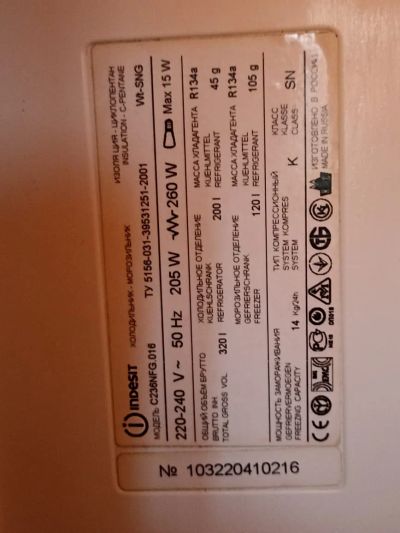 INDESIT
ХОЛОДИЛЬНИК - МОРОЗИЛЬНИК
ИЗОЛЯЦИЯ - ЦИКЛОПЕНТАН
INSULATION - C-PENTANE
МОДЕЛЬ C236NFG.016
ТУ 5156-031-39531251-2001
Wt-SNG
220-240 V ~ 50 Hz 205 W 260 W Max 15 W
ОБЩИЙ ОБЪЕМ БРУТТО
BRUTTO INH
TOTAL GROSS VOL
320 l
ХОЛОДИЛЬНОЕ ОТДЕЛЕНИЕ
KUEHLSCHRANK
REFRIGERATOR
200 l
МАССА ХЛАДАГЕНТА R134a
KUEHLMITTEL
REFRIGERANT
45 g
МОРОЗИЛЬНОЕ ОТДЕЛЕНИЕ
GEFRIERSCHRANK
FREEZER
120 l
МАССА ХЛАДАГЕНТА R134a
KUEHLMITTEL
REFRIGERANT
105 g
МОЩНОСТЬ ЗАМОРАЖИВАНИЯ
GEFRIERVERMOEGEN
FREEZING CAPACITY
14 Kg/24h
ТИП КОМПРЕССИОННЫЙ
SYSTEM KOMPRES
SYSTEM
K
КЛАСС
KLASSE
CLASS
SN
ИЗГОТОВЛЕНО В РОССИИ
MADE IN RUSSIA
№ 103220410216